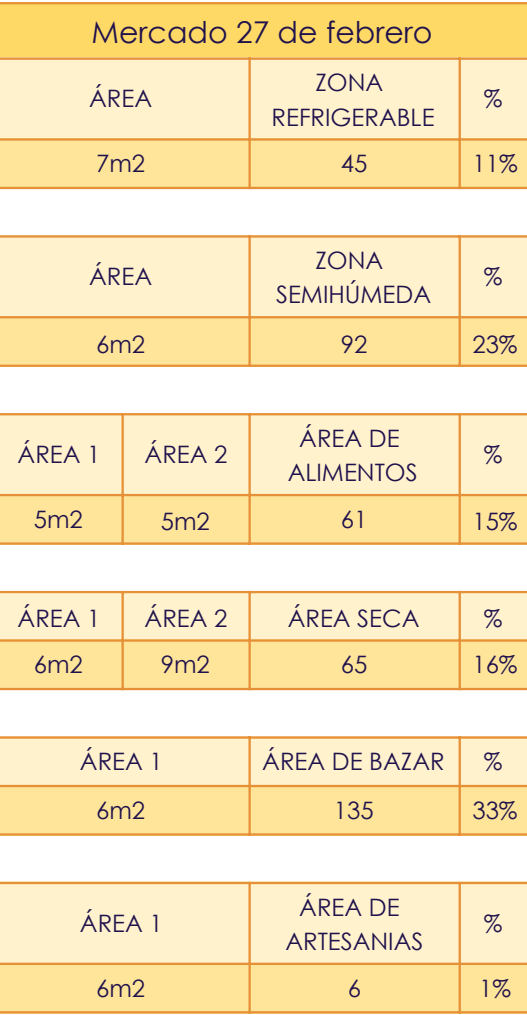 Mercado 27 de febrero
ÁREA ZONA REFRIGERABLE %
7m2 45 11%
ÁREA ZONA SEMIHÚMEDA %
6m2 92 23%
ÁREA 1 ÁREA 2 ÁREA DE ALIMENTOS %
5m2 5m2 61 15%
ÁREA 1 ÁREA 2 ÁREA SECA %
6m2 9m2 65 16%
ÁREA 1 ÁREA DE BAZAR %
6m2 135 33%
ÁREA 1 ÁREA DE ARTESANIAS %
6m2 6 1%